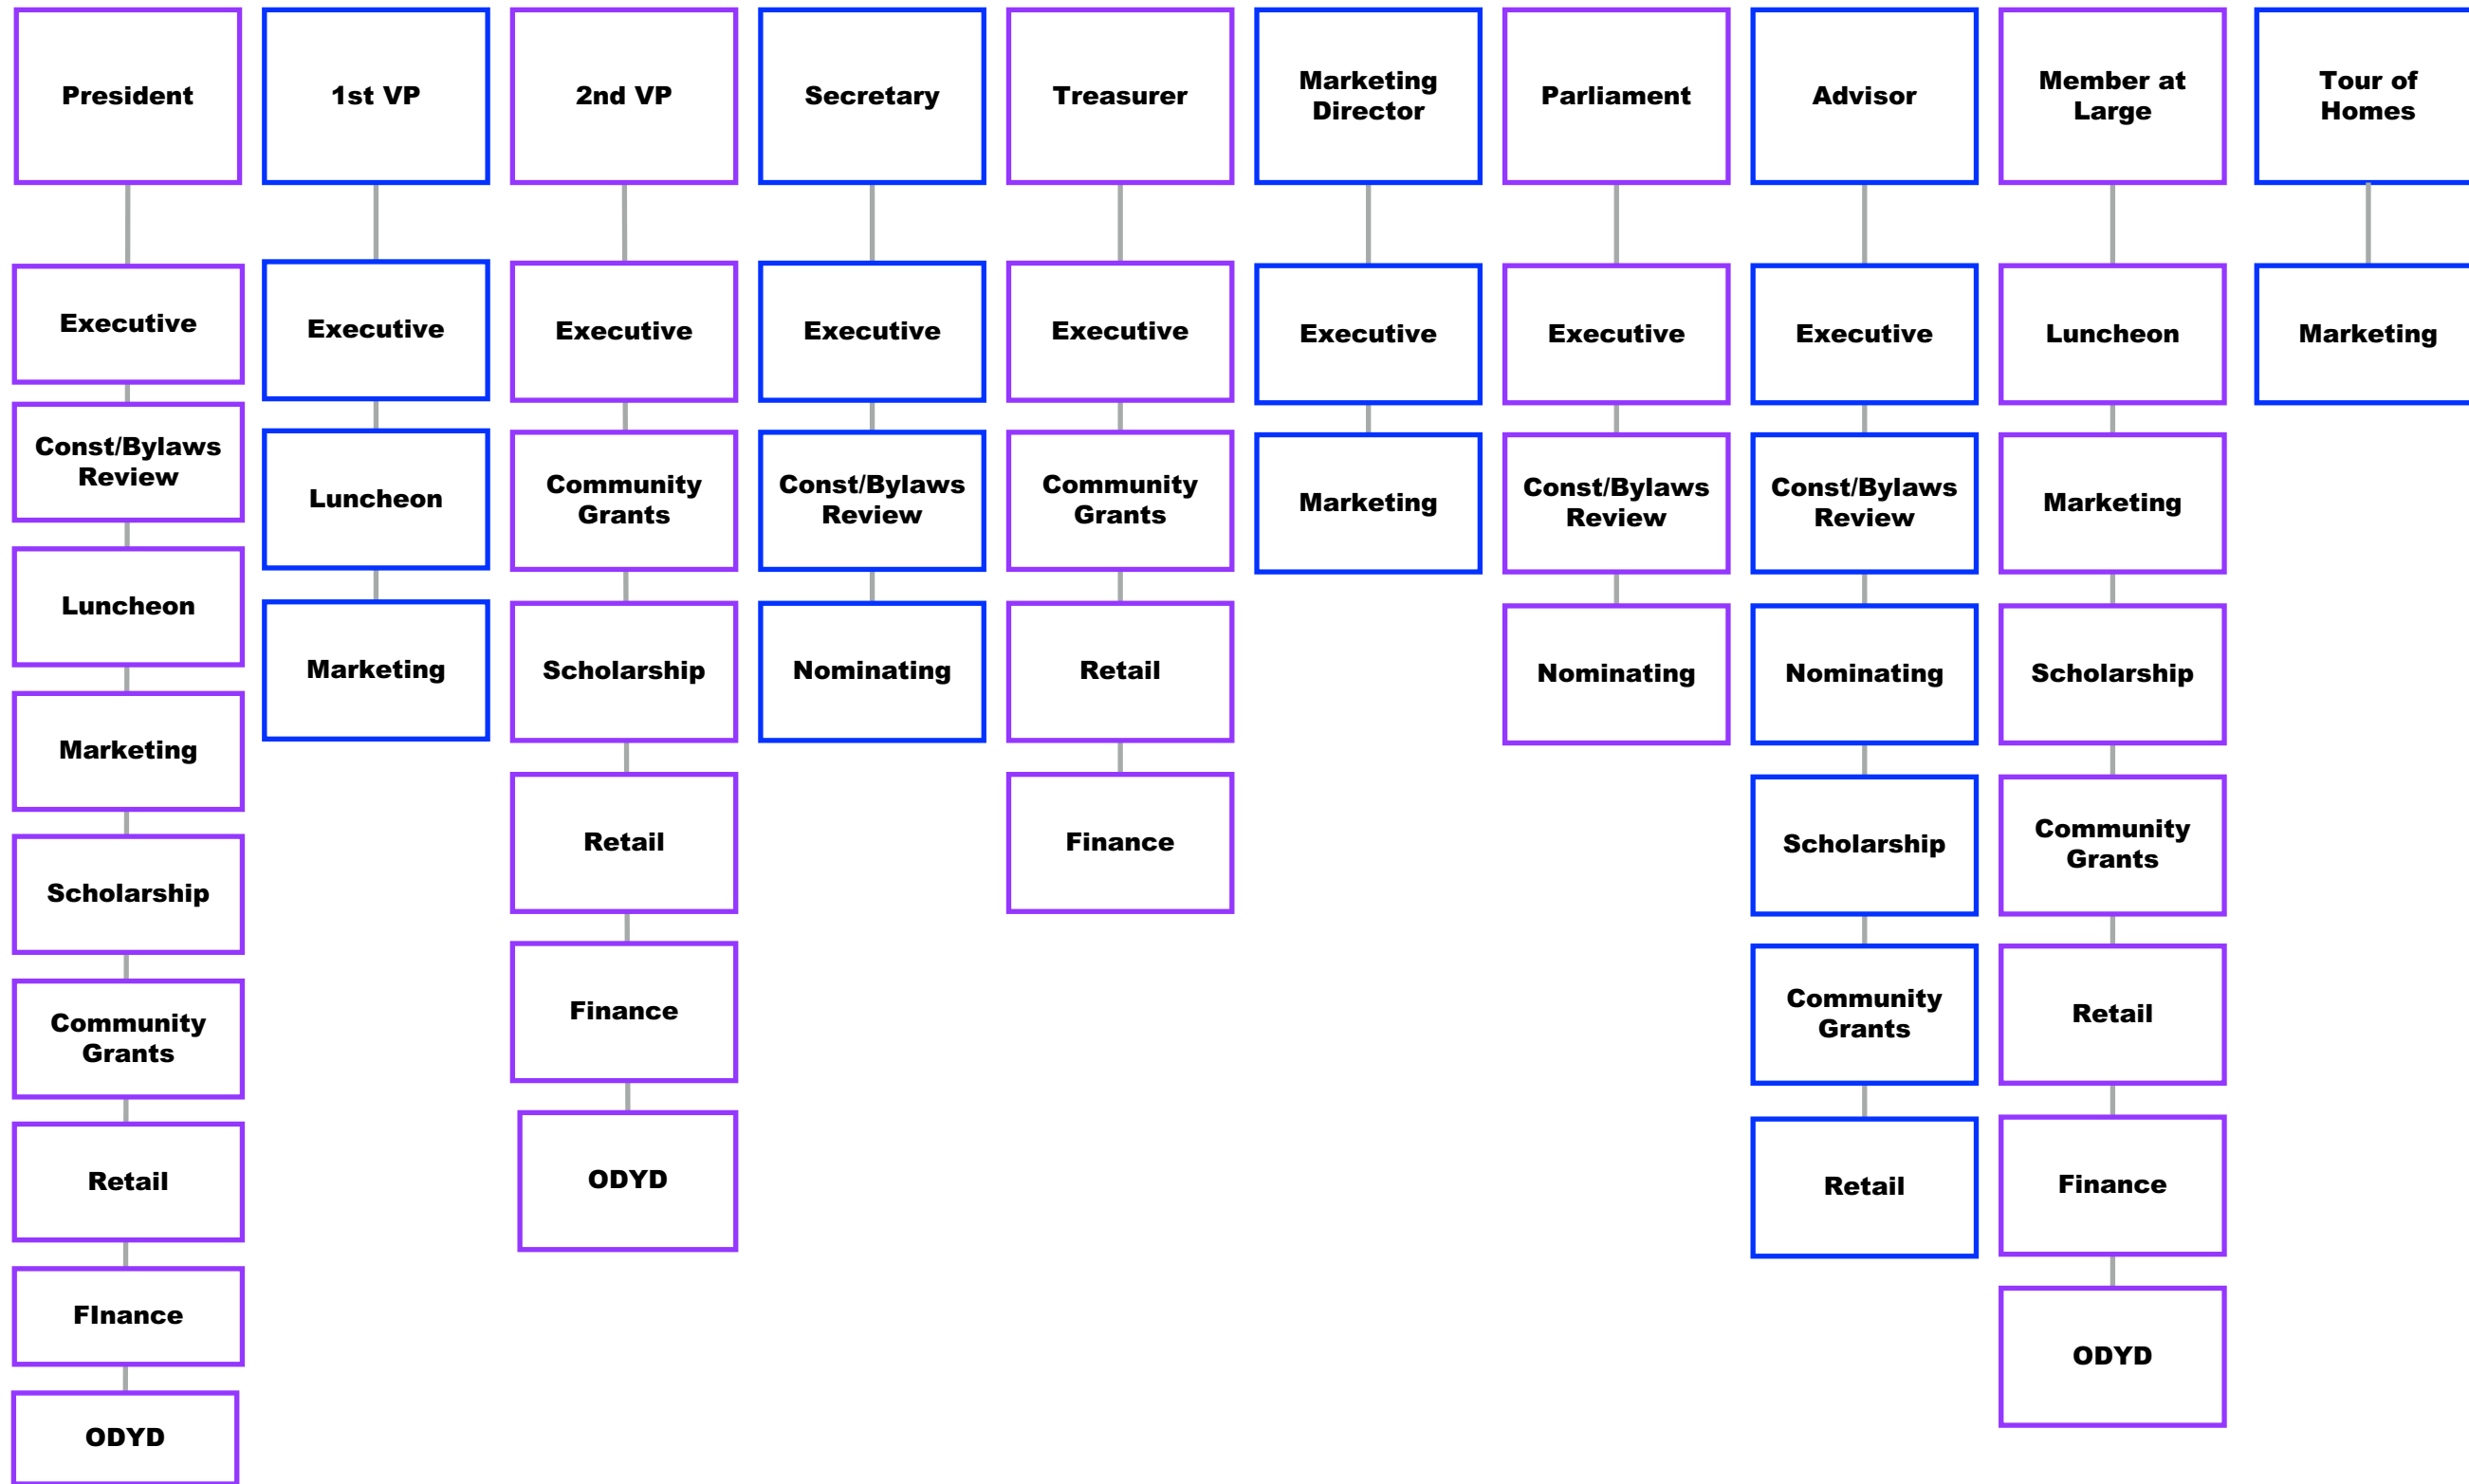 President
1st VP
2nd VP
Secretary
Treasurer
Marketing
Director
Parliament
Advisor
Member at
Large
Tour of
Homes
Executive
Const/Bylaws
Review
Luncheon
Marketing
Scholarship
Community
Grants
Retail
FInance
ODYD
Executive
Luncheon
Marketing
Executive
Community
Grants
Scholarship
Retail
Finance
ODYD
Executive
Const/Bylaws
Review
Nominating
Executive
Community
Grants
Retail
Finance
Executive
Marketing
Executive
Const/Bylaws
Review
Nominating
Executive
Const/Bylaws
Review
Nominating
Scholarship
Community
Grants
Retail
Luncheon
Marketing
Scholarship
Community
Grants
Retail
Finance
ODYD
Marketing